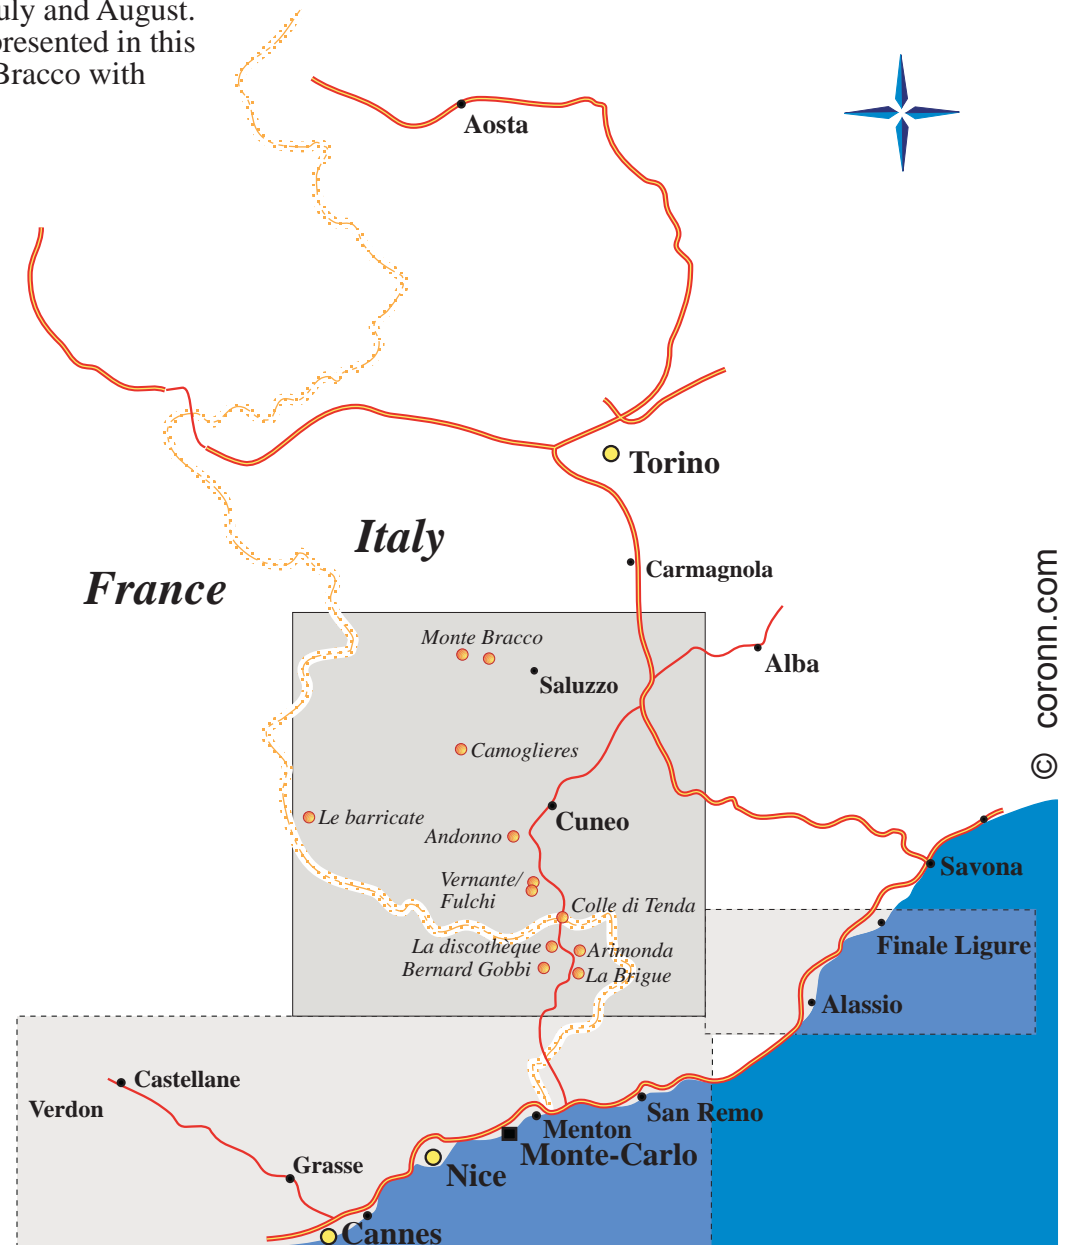 uly and August.
presented in this
Bracco with
Aosta
Torino
Italy
Carmagnola
France
© coronn.com
Monte Bracco
Alba
Saluzzo
Camoglieres
Le barricate
Cuneo
Andonno
Savona
Vernante/
Fulchi
Colle di Tenda
La discothèque
Arimonda
Finale Ligure
Bernard Gobbi
La Brigue
Alassio
Castellane
Verdon
San Remo
Menton
Monte-Carlo
Grasse
Nice
Cannes